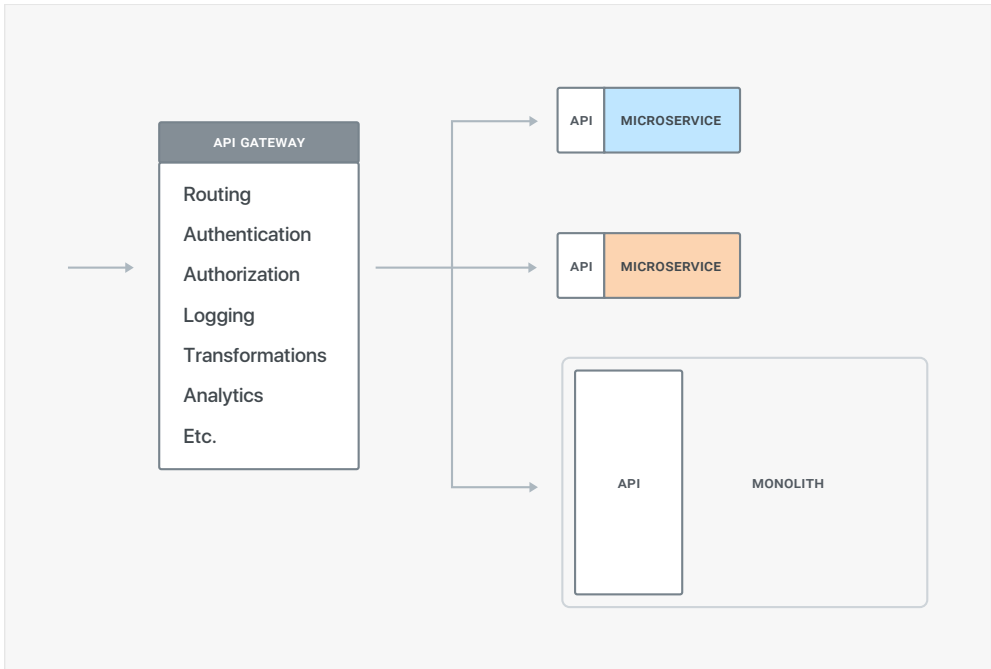 API GATEWAY
Routing
Authentication
Authorization
Logging
Transformations
Analytics
Etc.
API MICROSERVICE
API MICROSERVICE
API MONOLITH